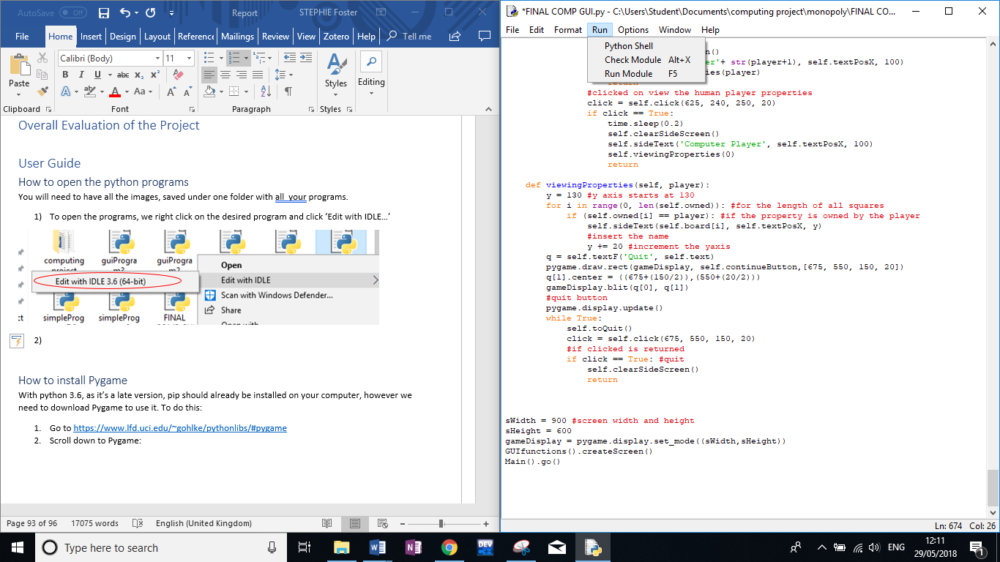 AutoSave Off Report STEPHIE Foster
File Home Insert Design Layout Reference Mailings Review View Zotero Help Tell me
Calibri (Body) 11
Paste B I U abc x2 x2 Styles Editing
A A Aa A A
Clipboard Font Paragraph Styles
Overall Evaluation of the Project
User Guide
How to open the python programs
You will need to have all the images, saved under one folder with all  your programs.
1) To open the programs, we right click on the desired program and click ‘Edit with IDLE…’
computing project guiProgra guiProgra
Open
Edit with IDLE 3.6 (64-bit) Edit with IDLE
Scan with Windows Defender...
simpleProg simpleProg FINAL Share
2)
How to install Pygame
With python 3.6, as it’s a late version, pip should already be installed on your computer, however we
need to download Pygame to use it. To do this:
1. Go to https://www.lfd.uci.edu/~gohlke/pythonlibs/#pygame
2. Scroll down to Pygame:
Page 93 of 96 17075 words English (United Kingdom)
*FINAL COMP GUI.py - C:\Users\Student\Documents\computing project\monopoly\FINAL CO...
File Edit Format Run Options Window Help
Python Shell
Check Module Alt+X
Run Module F5
n()
er'+ str(player+1), self.textPosX, 100)
ies(player)
return
#clicked on view the human player properties
click = self.click(625, 240, 250, 20)
if click == True:
time.sleep(0.2)
self.clearSideScreen()
self.sideText('Computer Player', self.textPosX, 100)
self.viewingProperties(0)
return
def viewingProperties(self, player):
y = 130 #y axis starts at 130
for i in range(0, len(self.owned)): #for the length of all squares
if (self.owned[i] == player): #if the property is owned by the player
self.sideText(self.board[i], self.textPosX, y)
#insert the name
y += 20 #increment the yaxis
q = self.textF('Quit', self.text)
pygame.draw.rect(gameDisplay, self.continueButton,[675, 550, 150, 20])
q[1].center = ((675+(150/2)),(550+(20/2)))
gameDisplay.blit(q[0], q[1])
#quit button
pygame.display.update()
while True:
self.toQuit()
click = self.click(675, 550, 150, 20)
#if clicked is returned
if click == True: #quit
self.clearSideScreen()
return
sWidth = 900 #screen width and height
sHeight = 600
gameDisplay = pygame.display.set_mode((sWidth,sHeight))
GUIfunctions().createScreen()
Main().go()
Ln: 674 Col: 26
Type here to search DEV ENG 12:11
29/05/2018 1